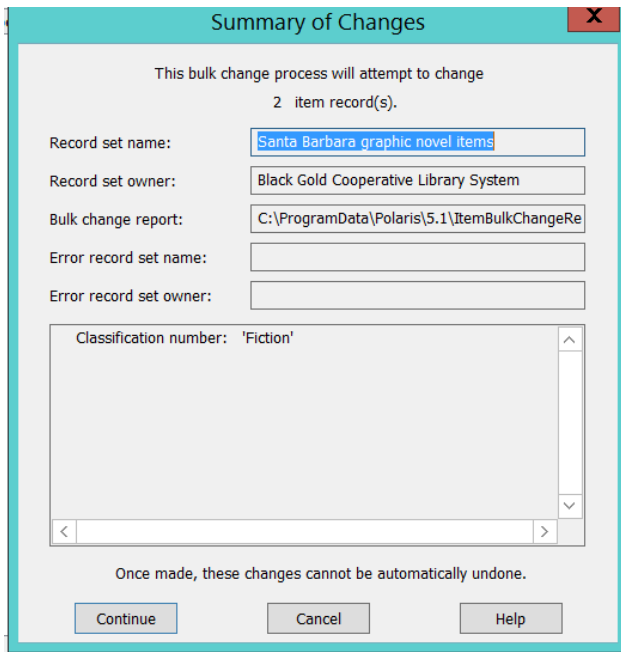 Summary of Changes
X
This bulk change process will attempt to change
2 item record(s).
Record set name: Santa Barbara graphic novel items
Record set owner: Black Gold Cooperative Library System
Bulk change report: C:\ProgramData\Polaris\5.1\ItemBulkChangeRe
Error record set name:
Error record set owner:
Classification number: 'Fiction'
Once made, these changes cannot be automatically undone.
Continue Cancel Help